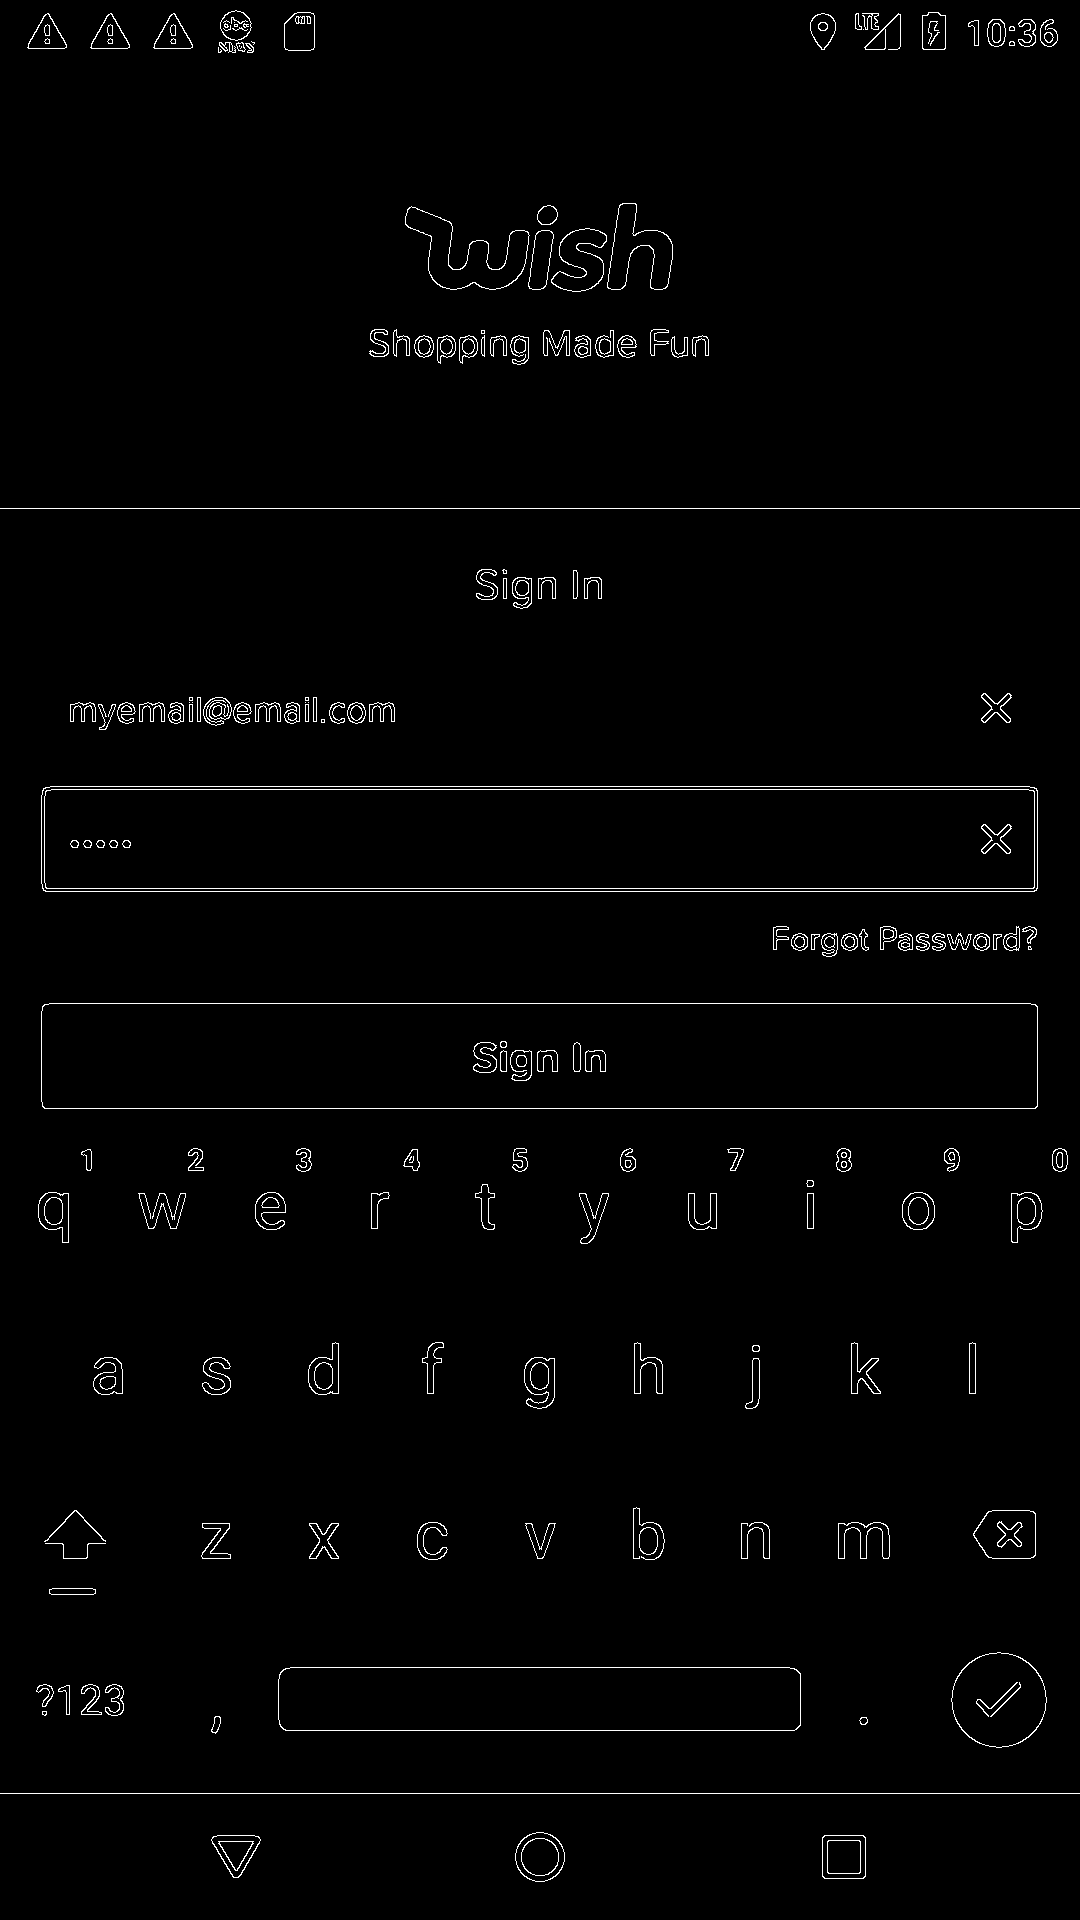 abc NEWS LTE 10:36
wish
Shopping Made Fun
Sign In
myemail@email.com
Forgot Password?
Sign In
1 2 3 4 5 6 7 8 9 0
q w e r t y u i o p
a s d f g h j k l
z x c v b n m
?123 , .